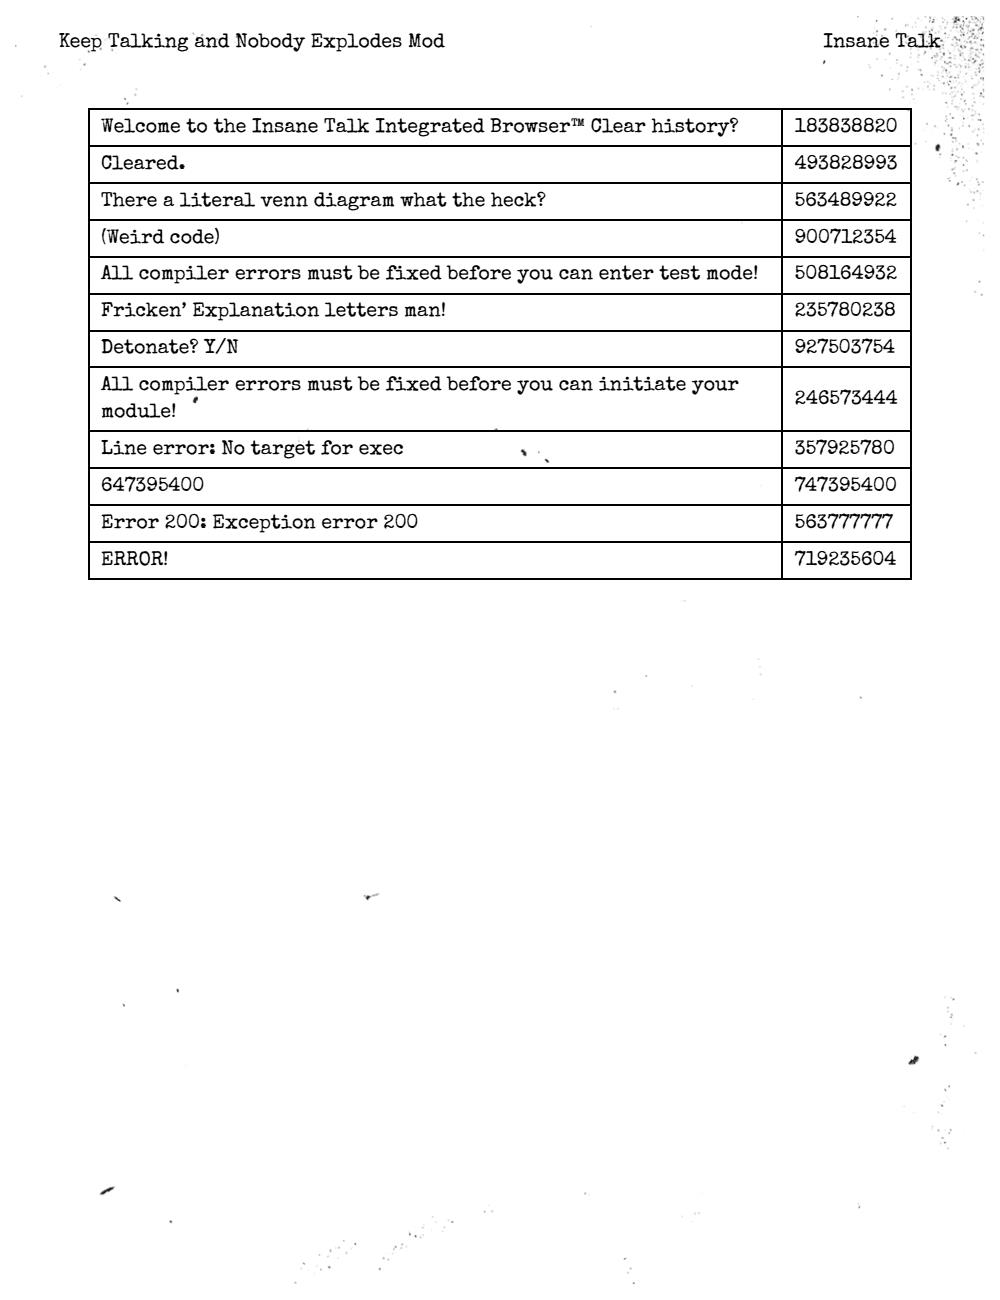 Keep Talking and Nobody Explodes Mod Insane Talk
Welcome to the Insane Talk Integrated Browser™ Clear history? 183838820
Cleared. 493828993
There a literal venn diagram what the heck? 563489922
(Weird code) 900712354
All compiler errors must be fixed before you can enter test mode! 508164932
Fricken’ Explanation letters man! 235780238
Detonate? Y/N 927503754
All compiler errors must be fixed before you can initiate your
module! 246573444
Line error: No target for exec 357925780
647395400 747395400
Error 200: Exception error 200 563777777
ERROR! 719235604